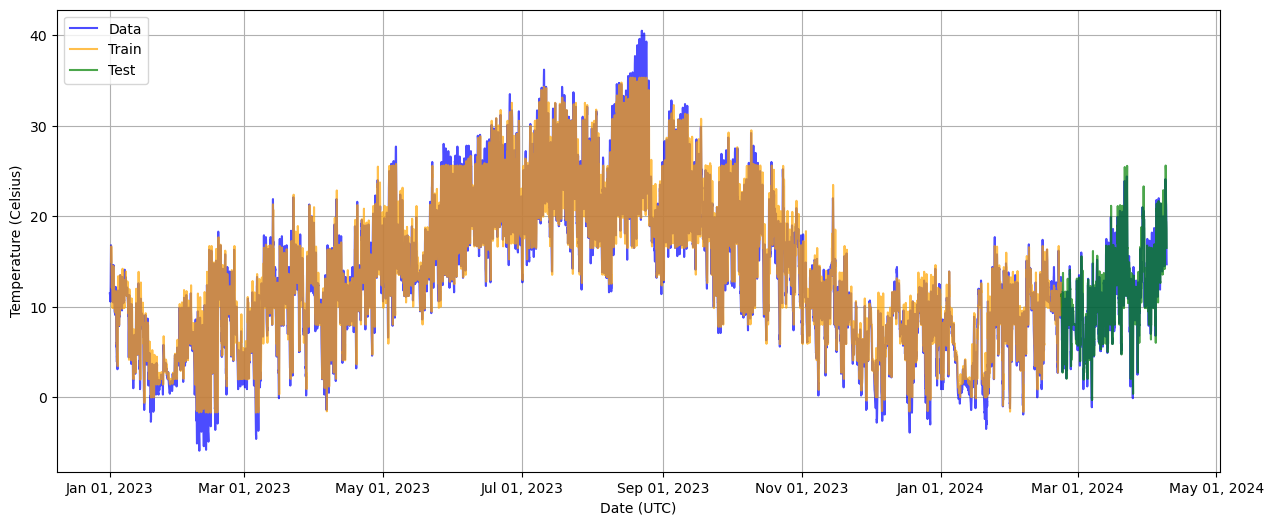 Data
Train
Test
Temperature (Celsius)
40
30
20
10
0
Jan 01, 2023
Mar 01, 2023
May 01, 2023
Jul 01, 2023
Sep 01, 2023
Nov 01, 2023
Jan 01, 2024
Mar 01, 2024
May 01, 2024
Date (UTC)